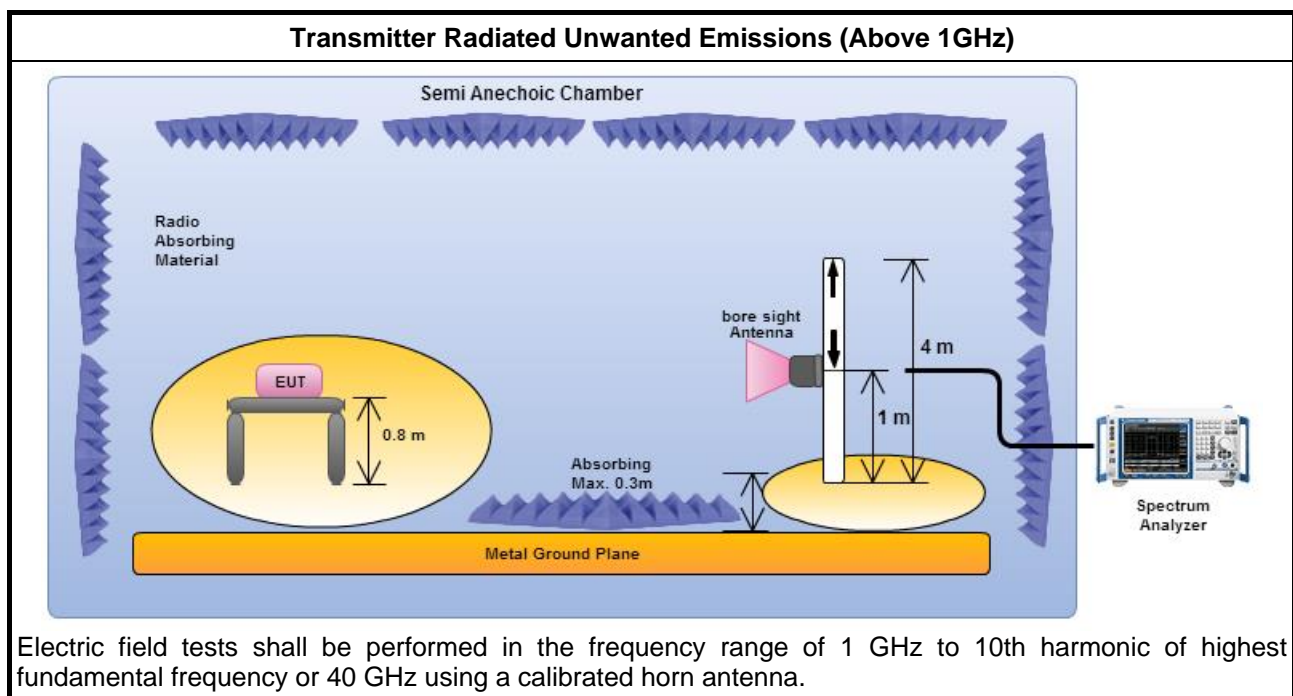 Transmitter Radiated Unwanted Emissions (Above 1GHz)
Semi Anechoic Chamber
Radio
Absorbing
Material
bore sight
Antenna
4 m
EUT
1 m
0.8 m
Absorbing
Max. 0.3m
Spectrum
Analyzer
Metal Ground Plane
Electric field tests shall be performed in the frequency range of 1 GHz to 10th harmonic of highest
fundamental frequency or 40 GHz using a calibrated horn antenna.